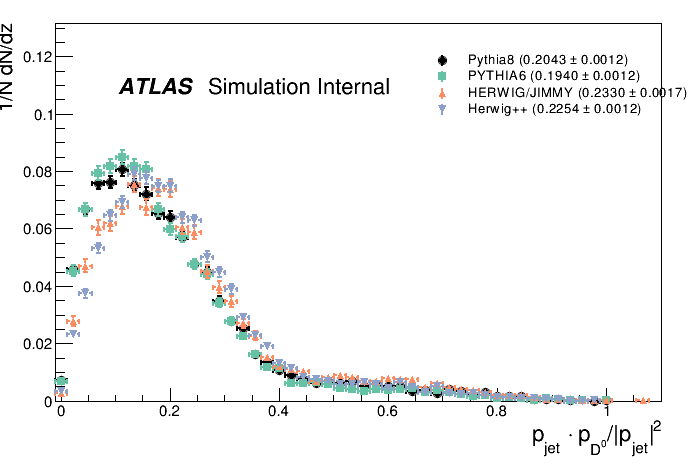 1/N dN/dz
ATLAS Simulation Internal
Pythia8 (0.2043 ± 0.0012)
PYTHIA6 (0.1940 ± 0.0012)
HERWIG/JIMMY (0.2330 ± 0.0017)
Herwig++ (0.2254 ± 0.0012)
0.12
0.1
0.08
0.06
0.04
0.02
0
0 0.2 0.4 0.6 0.8 1
p_jet · p_D⁰/|p_jet|²